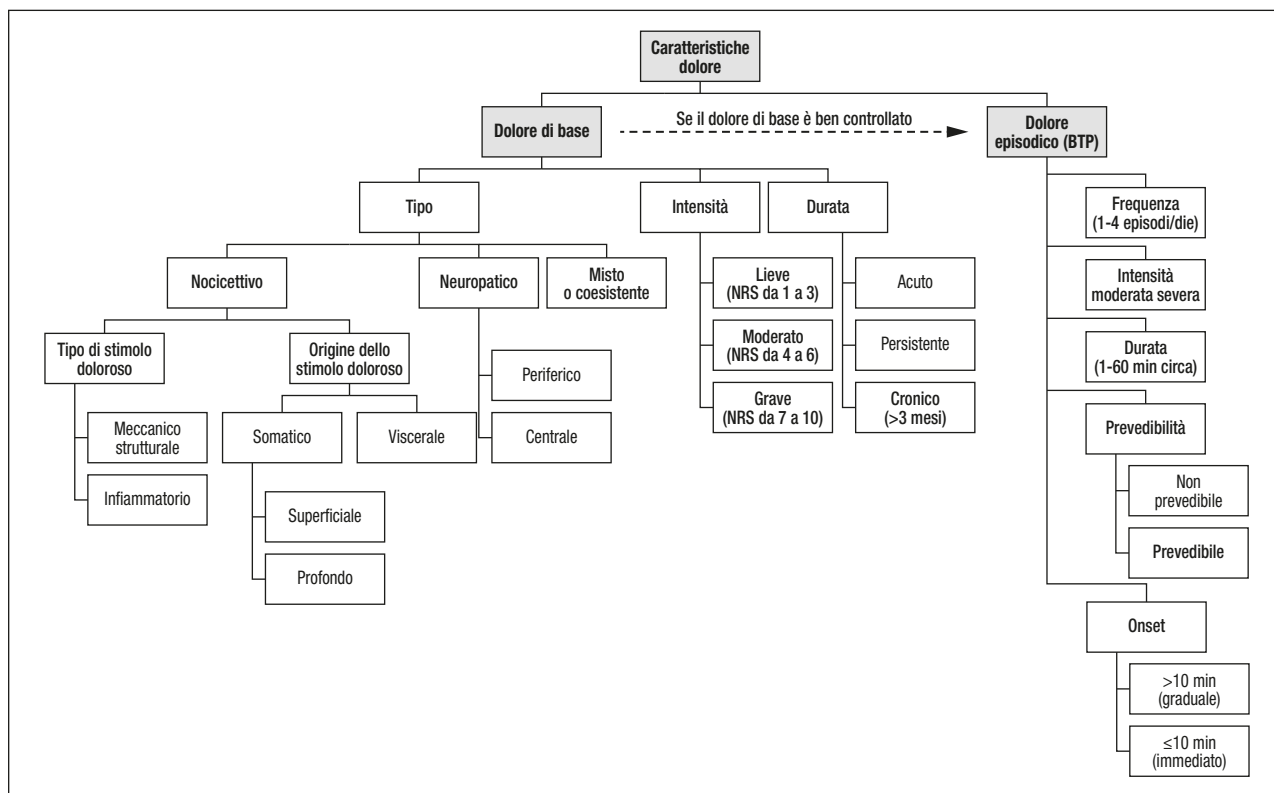 Caratteristiche
dolore
Dolore di base
Se il dolore di base è ben controllato
Dolore
episodico (BTP)
Tipo
Intensità
Durata
Nocicettivo
Neuropatico
Misto
o coesistente
Tipo di stimolo
doloroso
Origine dello
stimolo doloroso
Meccanico
strutturale
Infiammatorio
Somatico
Viscerale
Superficiale
Profondo
Periferico
Centrale
Lieve
(NRS da 1 a 3)
Moderato
(NRS da 4 a 6)
Grave
(NRS da 7 a 10)
Acuto
Persistente
Cronico
(>3 mesi)
Frequenza
(1-4 episodi/die)
Intensità
moderata severa
Durata
(1-60 min circa)
Prevedibilità
Non
prevedibile
Prevedibile
Onset
>10 min
(graduale)
≤10 min
(immediato)